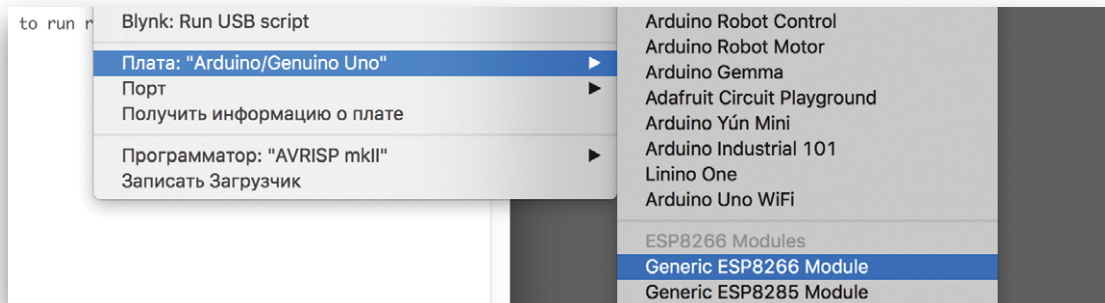 to run r
Blynk: Run USB script
Плата: "Arduino/Genuino Uno"
Порт
Получить информацию о плате
Программатор: "AVRISP mkII"
Записать Загрузчик
Arduino Robot Control
Arduino Robot Motor
Arduino Gemma
Adafruit Circuit Playground
Arduino Yún Mini
Arduino Industrial 101
Linino One
Arduino Uno WiFi
ESP8266 Modules
Generic ESP8266 Module
Generic ESP8285 Module